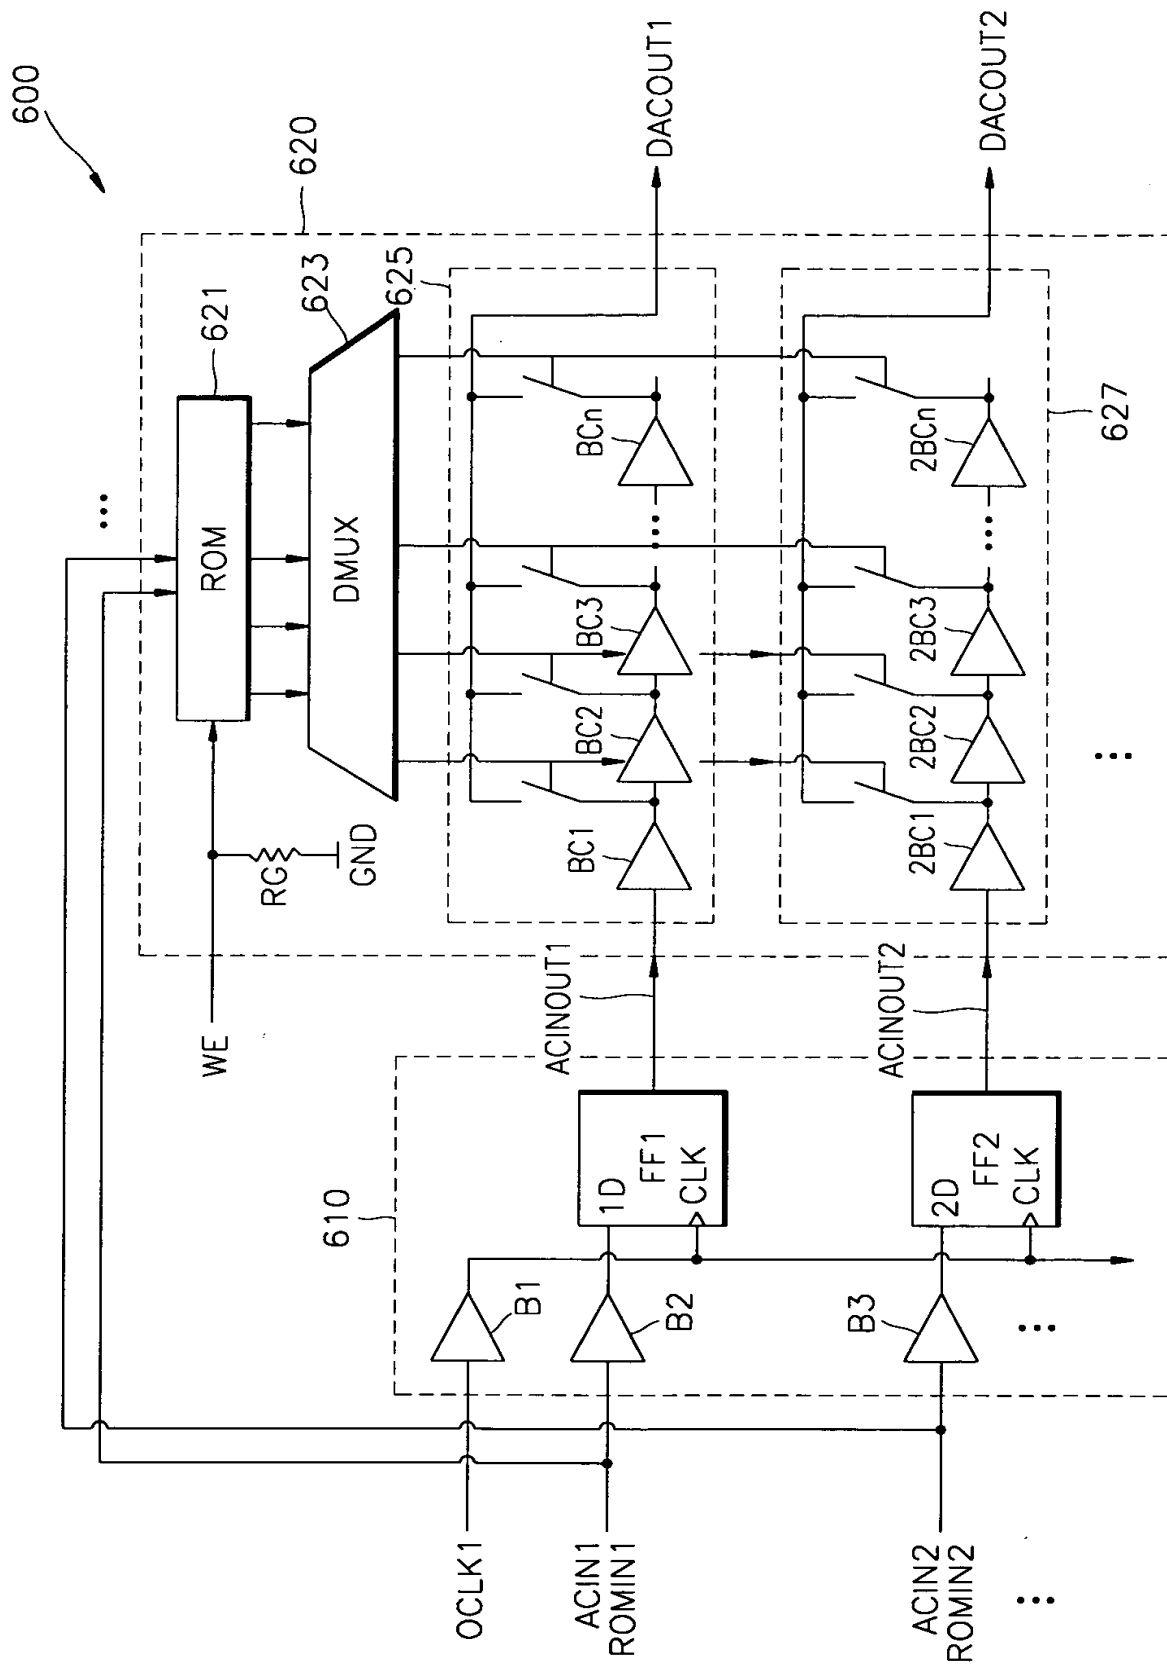 600
620
...
ROM
621
623
DMUX
625
WE
RG
GND
BC1
BC2
BC3
...
BCn
DACOUT1
2BC1
2BC2
2BC3
...
2BCn
DACOUT2
627
...
ACINOUT1
ACINOUT2
610
B1
B2
B3
...
1D
FF1
CLK
2D
FF2
CLK
OCLK1
ACIN1
ROMIN1
ACIN2
ROMIN2
...